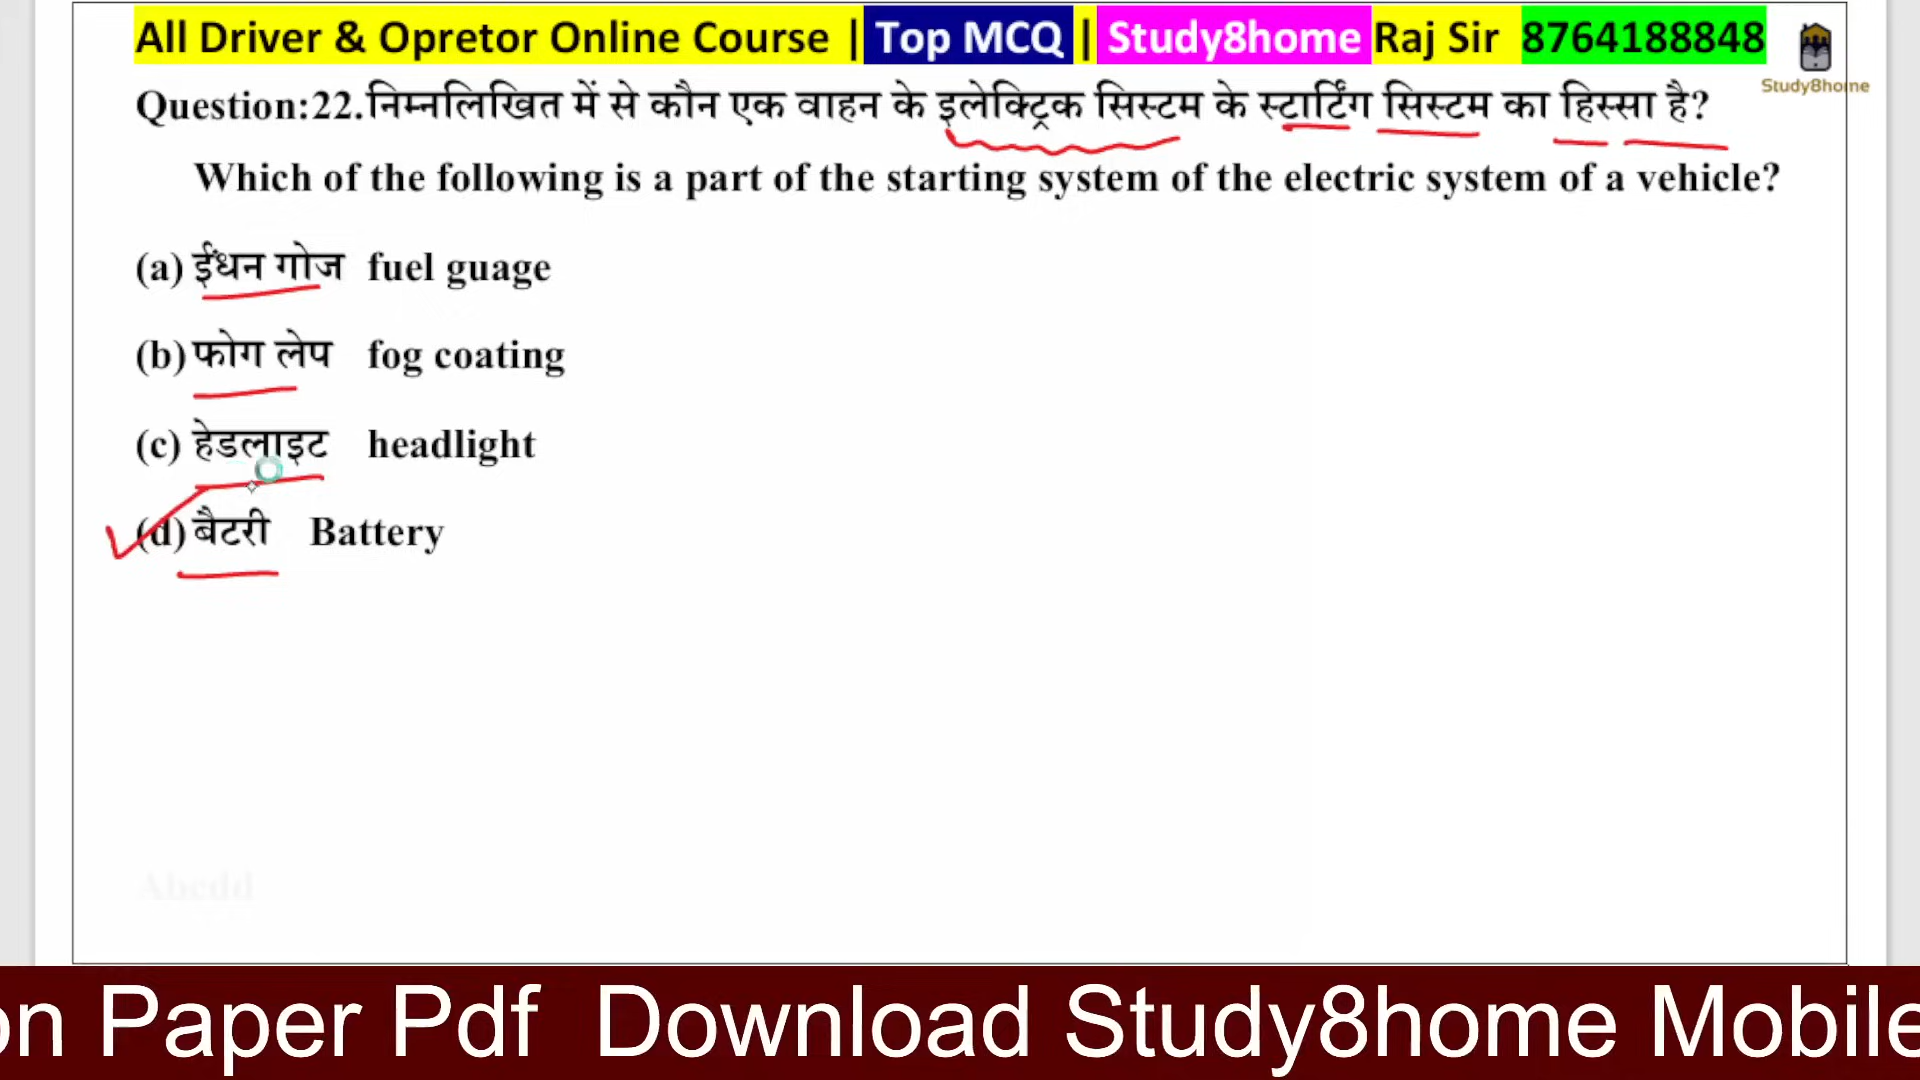 All Driver & Opretor Online Course | Top MCQ | Study8home Raj Sir 8764188848
Study8home
Question:22.निम्नलिखित में से कौन एक वाहन के इलेक्ट्रिक सिस्टम के स्टार्टिंग सिस्टम का हिस्सा है?
Which of the following is a part of the starting system of the electric system of a vehicle?
(a) ईंधन गोज fuel guage
(b) फोग लेप fog coating
(c) हेडलाइट headlight
(d) बैटरी Battery
Abcdd
on Paper Pdf Download Study8home Mobile